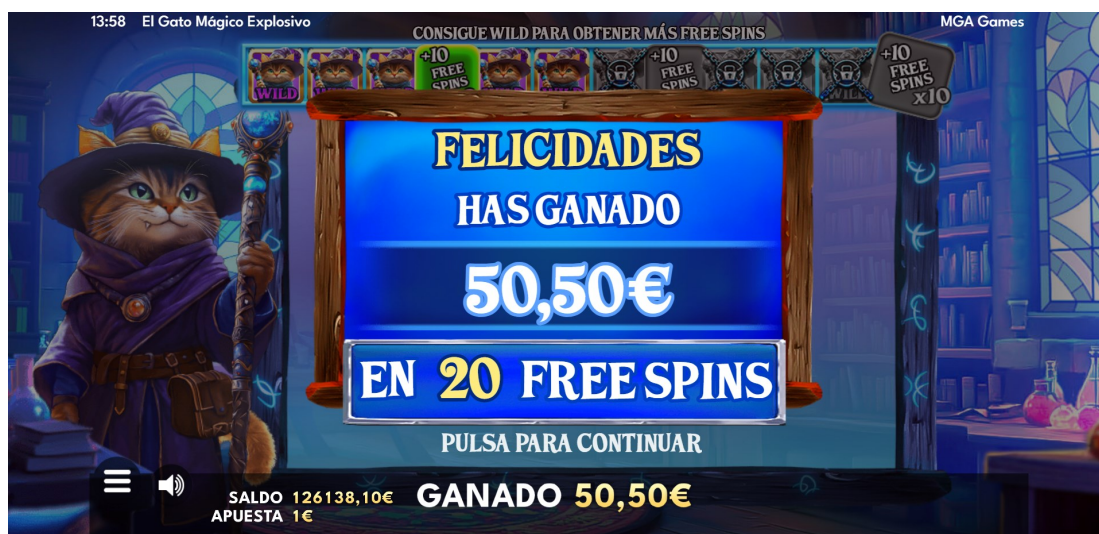 13:58 El Gato Mágico Explosivo
MGA Games
CONSIGUE WILD PARA OBTENER MÁS FREE SPINS
WILD
+10 FREE SPINS
+10 FREE SPINS
WILD
+10 FREE SPINS x10
FELICIDADES
HAS GANADO
50,50€
EN 20 FREE SPINS
PULSA PARA CONTINUAR
SALDO 126138,10€
APUESTA 1€
GANADO 50,50€